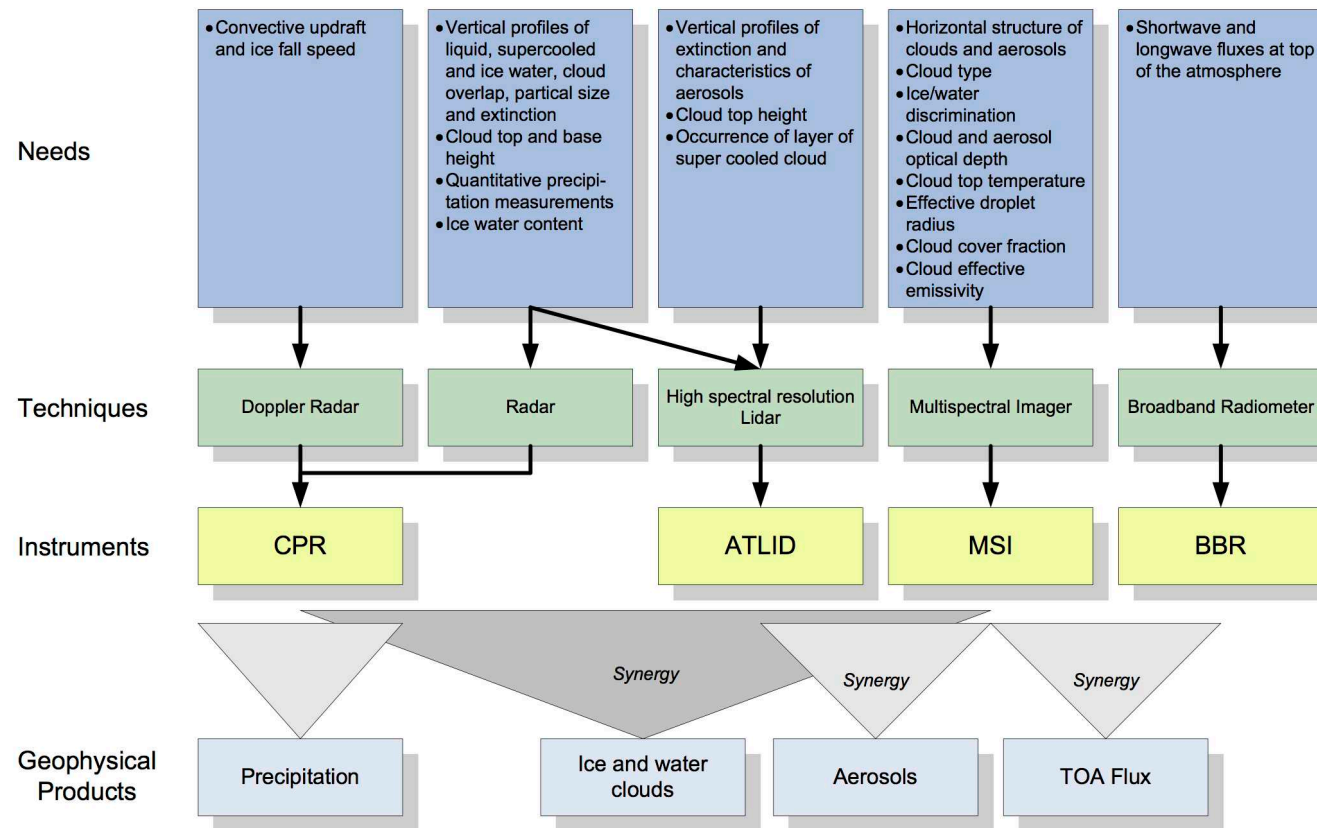 Needs
• Convective updraft
and ice fall speed
• Vertical profiles of
liquid, supercooled
and ice water, cloud
overlap, partical size
and extinction
• Cloud top and base
height
• Quantitative precipi-
tation measurements
• Ice water content
• Vertical profiles of
extinction and
characteristics of
aerosols
• Cloud top height
• Occurrence of layer of
super cooled cloud
• Horizontal structure of
clouds and aerosols
• Cloud type
• Ice/water
discrimination
• Cloud and aerosol
optical depth
• Cloud top temperature
• Effective droplet
radius
• Cloud cover fraction
• Cloud effective
emissivity
• Shortwave and
longwave fluxes at top
of the atmosphere
Techniques
Doppler Radar
Radar
High spectral resolution
Lidar
Multispectral Imager
Broadband Radiometer
Instruments
CPR
ATLID
MSI
BBR
Synergy
Synergy
Synergy
Geophysical
Products
Precipitation
Ice and water
clouds
Aerosols
TOA Flux